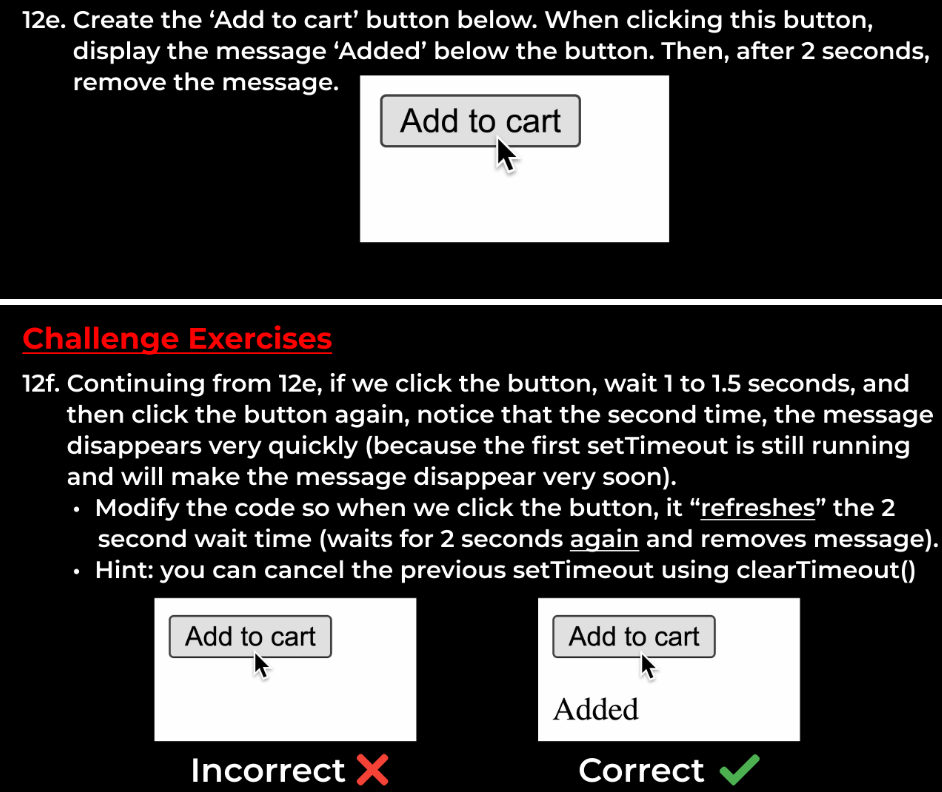 12e. Create the ‘Add to cart’ button below. When clicking this button,
display the message ‘Added’ below the button. Then, after 2 seconds,
remove the message.
Add to cart
Challenge Exercises
12f. Continuing from 12e, if we click the button, wait 1 to 1.5 seconds, and
then click the button again, notice that the second time, the message
disappears very quickly (because the first setTimeout is still running
and will make the message disappear very soon).
• Modify the code so when we click the button, it “refreshes” the 2
second wait time (waits for 2 seconds again and removes message).
• Hint: you can cancel the previous setTimeout using clearTimeout()
Add to cart
Incorrect ❌
Add to cart
Added
Correct ✔